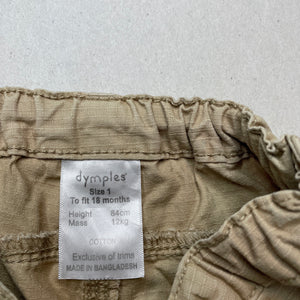 dymples
Size 1
To fit 18 months
Height 84cm
Mass 12kg
COTTON
Exclusive of trims
MADE IN BANGLADESH